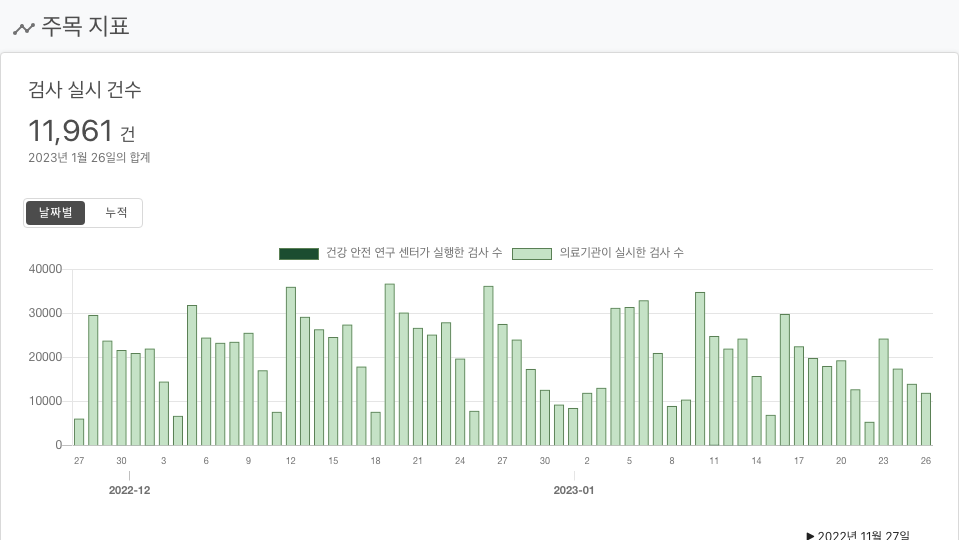 주목 지표
검사 실시 건수
11,961 건
2023년 1월 26일의 합계
날짜별 누적
건강 안전 연구 센터가 실행한 검사 수 의료기관이 실시한 검사 수
40000
30000
20000
10000
0
27 30 3 6 9 12 15 18 21 24 27 30 2 5 8 11 14 17 20 23 26
2022-12 2023-01
▶ 2022년 11월 27일